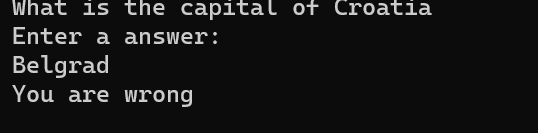 What is the capital of Croatia
Enter a answer:
Belgrad
You are wrong